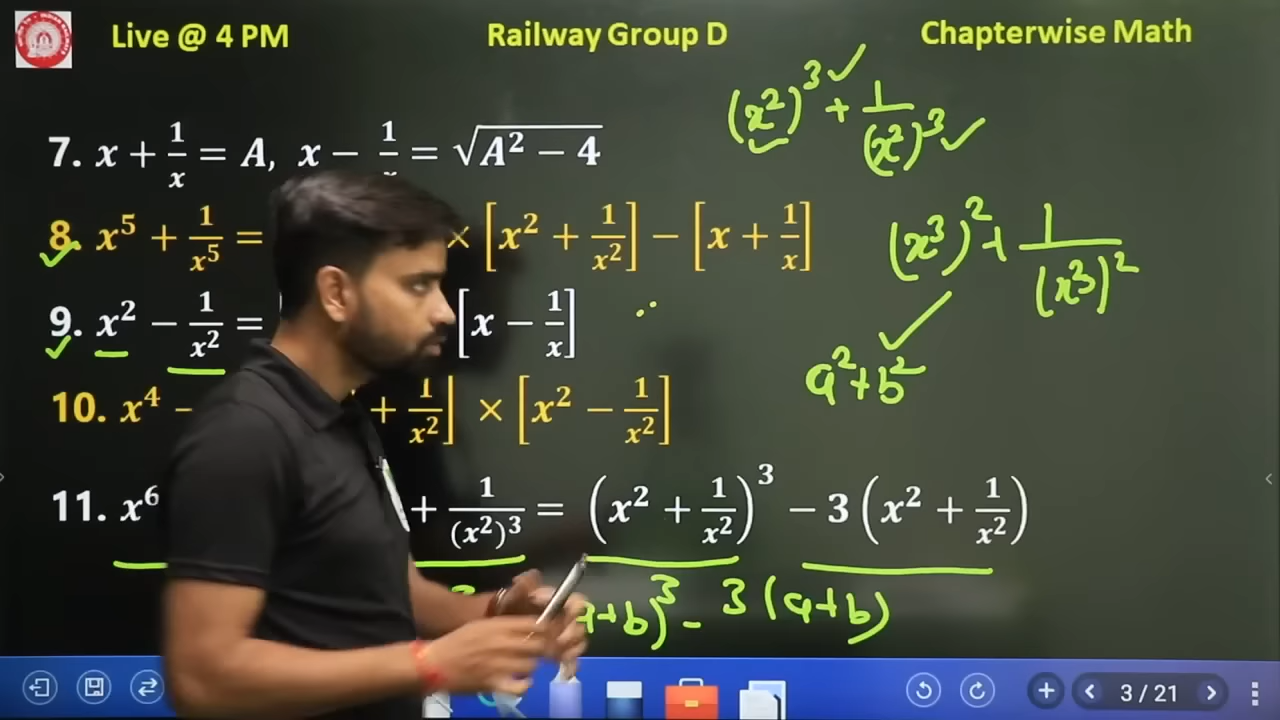 Live @ 4 PM Railway Group D Chapterwise Math
(x²)³ + 1/(x²)³
7. x + 1/x = A, x − 1/x = √(A² − 4)
8. x⁵ + 1/x⁵ = × [x² + 1/x²] − [x + 1/x]
(x³)² + 1/(x³)²
9. x² − 1/x² = [x − 1/x]
a² + b²
10. x⁴ − + 1/x²] × [x² − 1/x²]
11. x⁶ + 1/(x²)³ = (x² + 1/x²)³ − 3 (x² + 1/x²)
+b)³ - 3 (a+b)
3 / 21